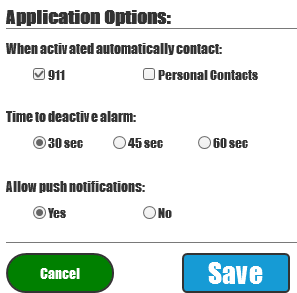 Application Options:
When activated automatically contact:
911 Personal Contacts
Time to deactive alarm:
30 sec 45 sec 60 sec
Allow push notifications:
Yes No
Cancel Save